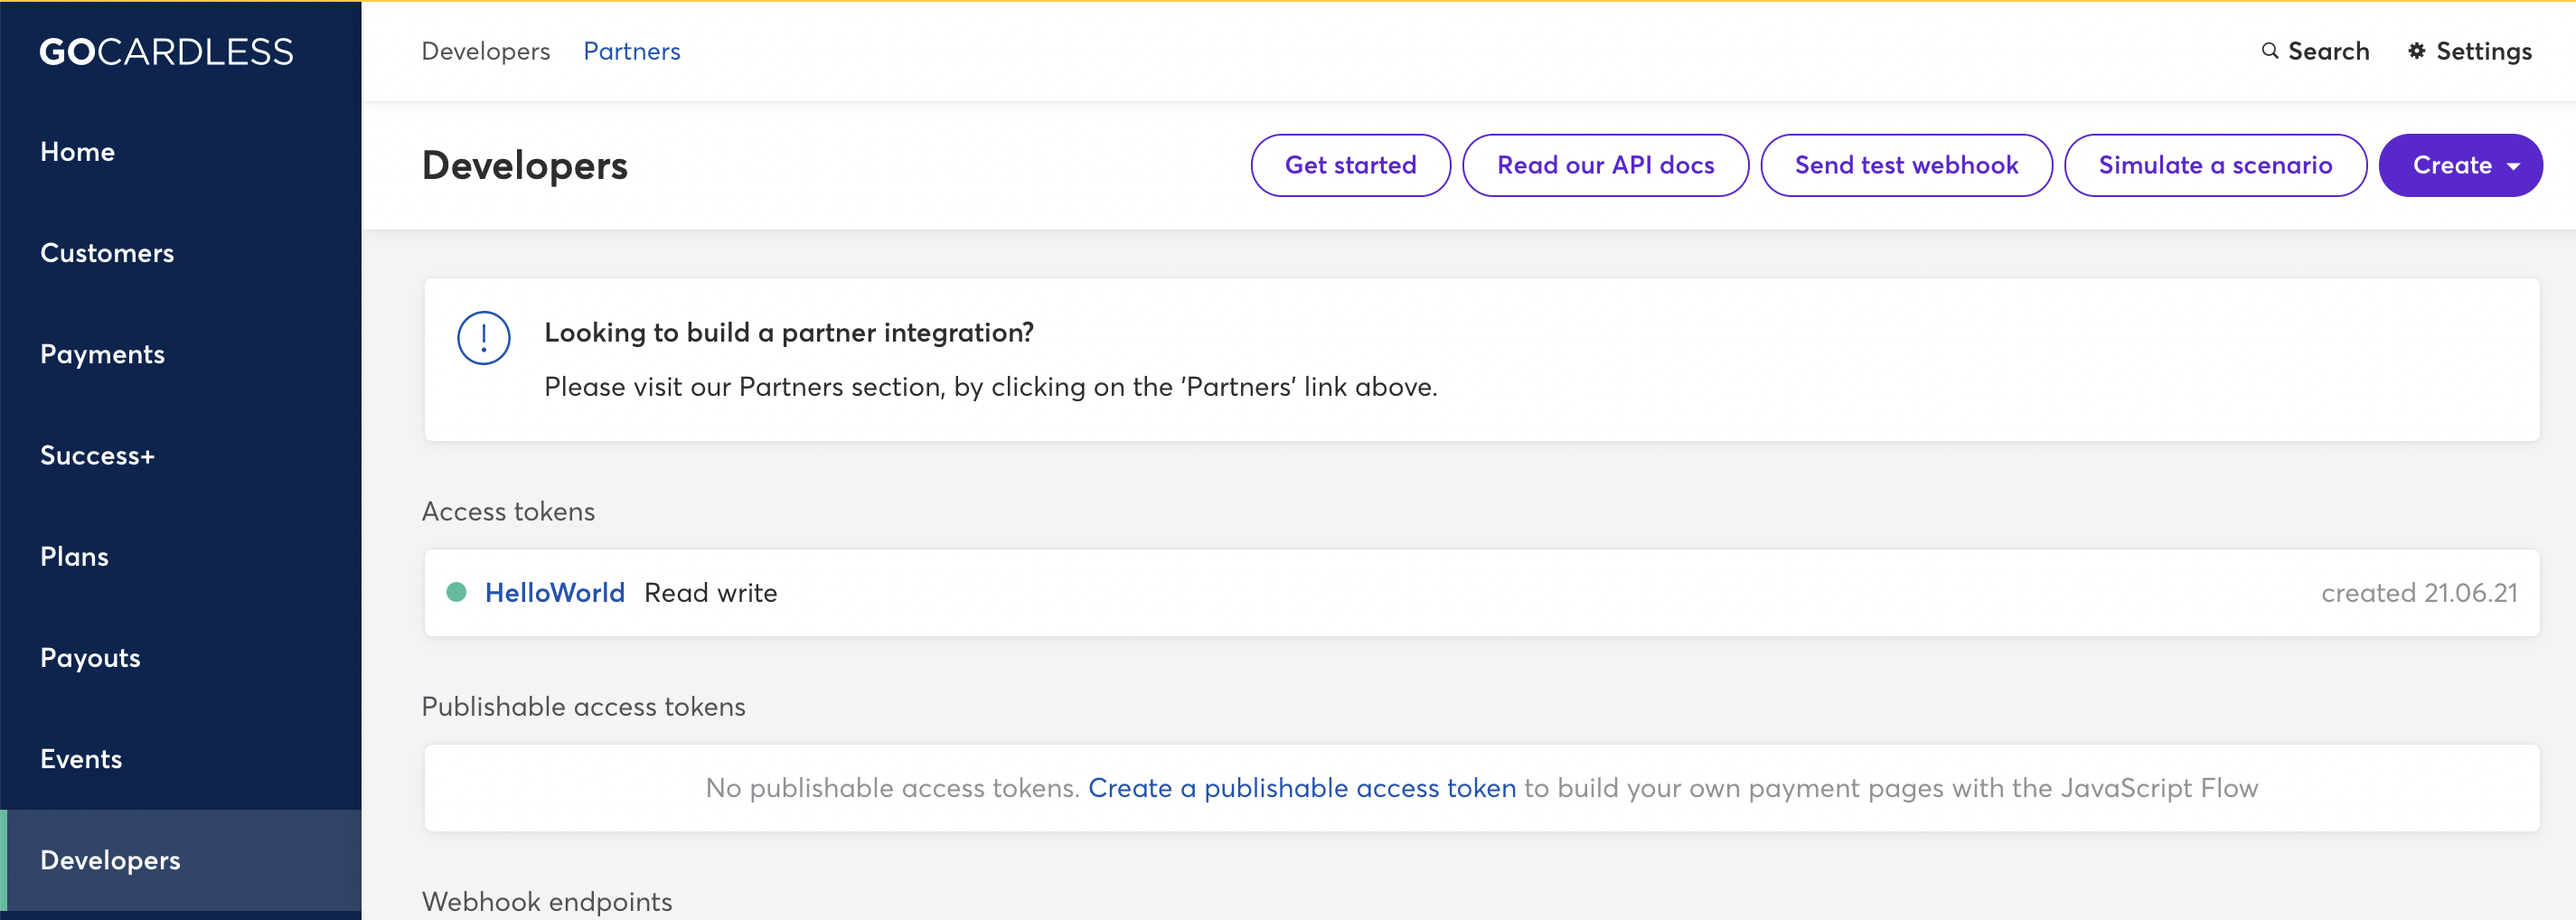 GOCARDLESS
Home
Customers
Payments
Success+
Plans
Payouts
Events
Developers
Developers Partners
Search Settings
Developers
Get started Read our API docs Send test webhook Simulate a scenario Create
Looking to build a partner integration?
Please visit our Partners section, by clicking on the 'Partners' link above.
Access tokens
HelloWorld Read write created 21.06.21
Publishable access tokens
No publishable access tokens. Create a publishable access token to build your own payment pages with the JavaScript Flow
Webhook endpoints